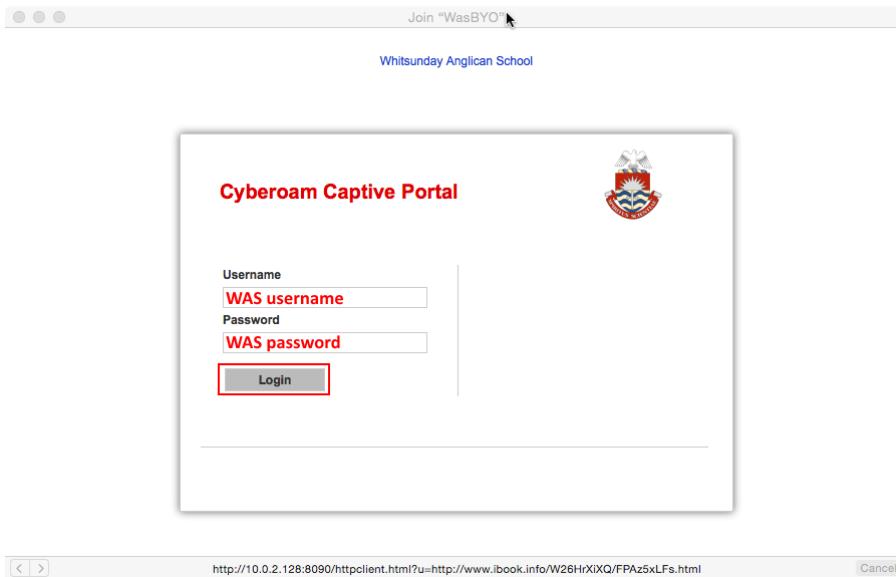 Join “WasBYO”
Whitsunday Anglican School
Cyberoam Captive Portal
Username
WAS username
Password
WAS password
Login
http://10.0.2.128:8090/httpclient.html?u=http://www.ibook.info/W26HrXiXQ/FPAz5xLFs.html
Cancel